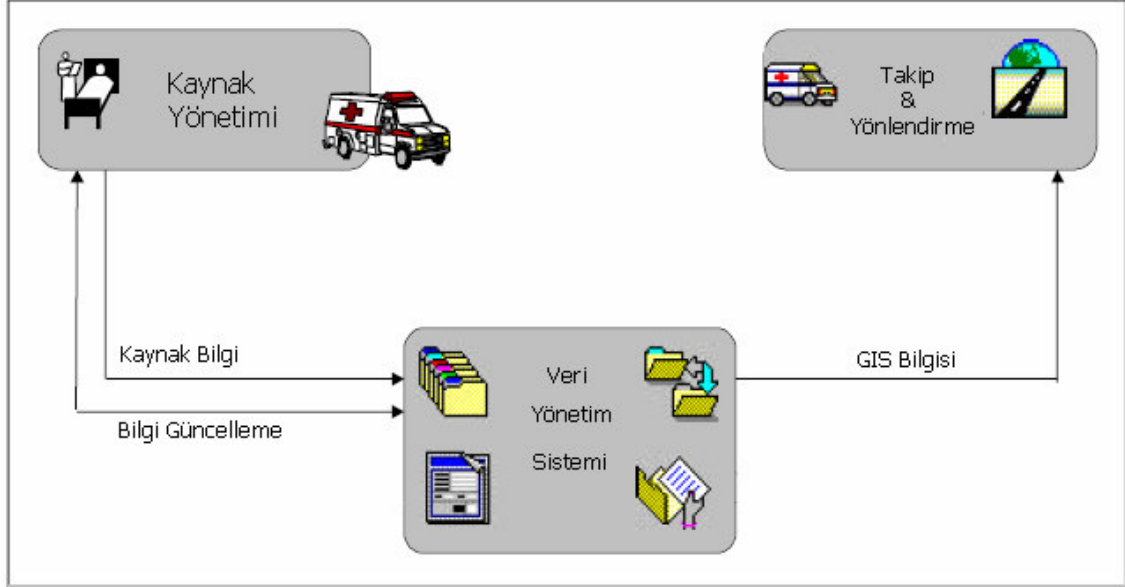 Kaynak
Yönetimi
Takip
&
Yönlendirme
Kaynak Bilgi
Bilgi Güncelleme
Veri
Yönetim
Sistemi
GIS Bilgisi